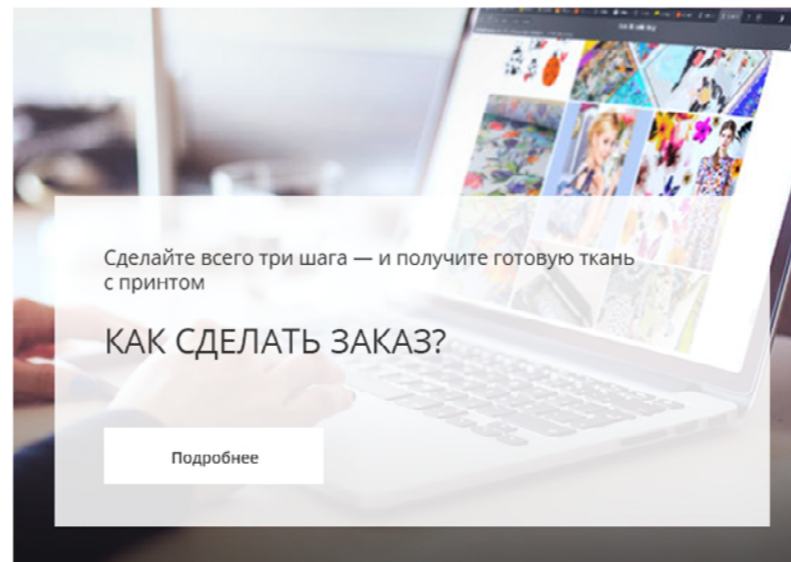 Сделайте всего три шага — и получите готовую ткань
с принтом
КАК СДЕЛАТЬ ЗАКАЗ?
Подробнее